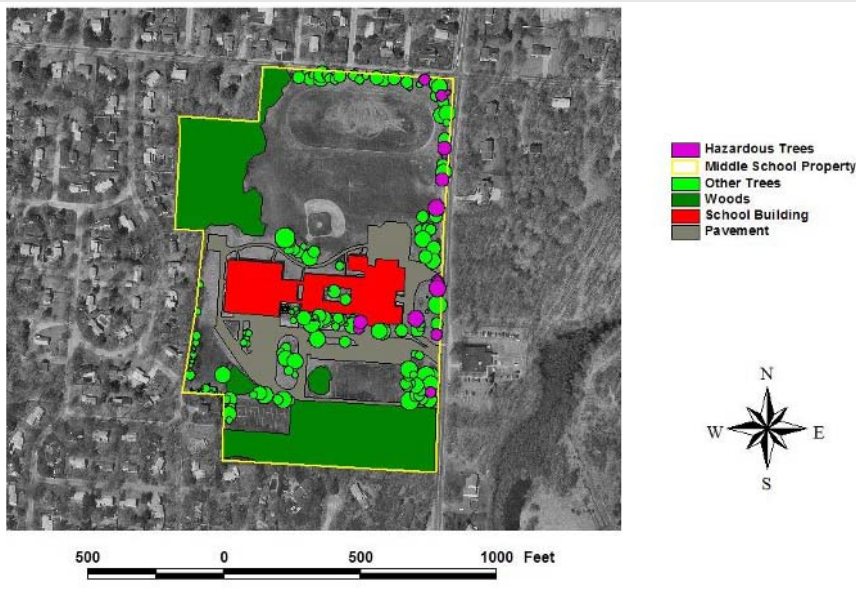 Hazardous Trees
Middle School Property
Other Trees
Woods
School Building
Pavement
N
W E
S
500 0 500 1000 Feet